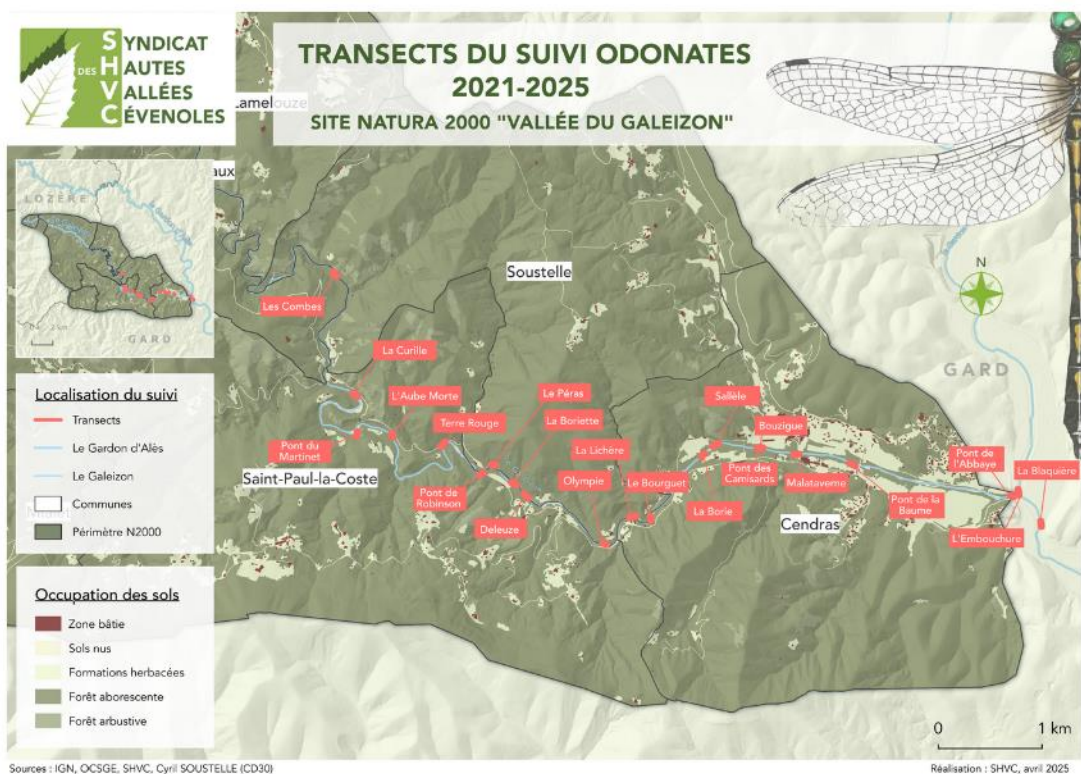 SYNDICAT
DES HAUTES
VALLÉES
CÉVENOLES
TRANSECTS DU SUIVI ODONATES
2021-2025
SITE NATURA 2000 "VALLÉE DU GALEIZON"
Lamelouze
aux
LOZÈRE
GARD
Soustelle
Les Combes
N
GARD
La Curille
L'Aube Morte
Le Péras
Terre Rouge
La Boriette
Sallèle
Bouzigue
Pont du
Martinet
La Lichère
Saint-Paul-la-Coste
Pont de
Robinson
Olympie
Le Bourguet
Pont des
Camisards
Malataverne
Pont de
l'Abbaye
La Blaquière
Deleuze
La Borie
Pont de la
Baume
Cendras
L'Embouchure
Localisation du suivi
Transects
Le Gardon d'Alès
Le Galeizon
Communes
Périmètre N2000
Occupation des sols
Zone bâtie
Sols nus
Formations herbacées
Forêt aborescente
Forêt arbustive
0 1 km
Sources : IGN, OCSGE, SHVC, Cyril SOUSTELLE (CD30)
Réalisation : SHVC, avril 2025